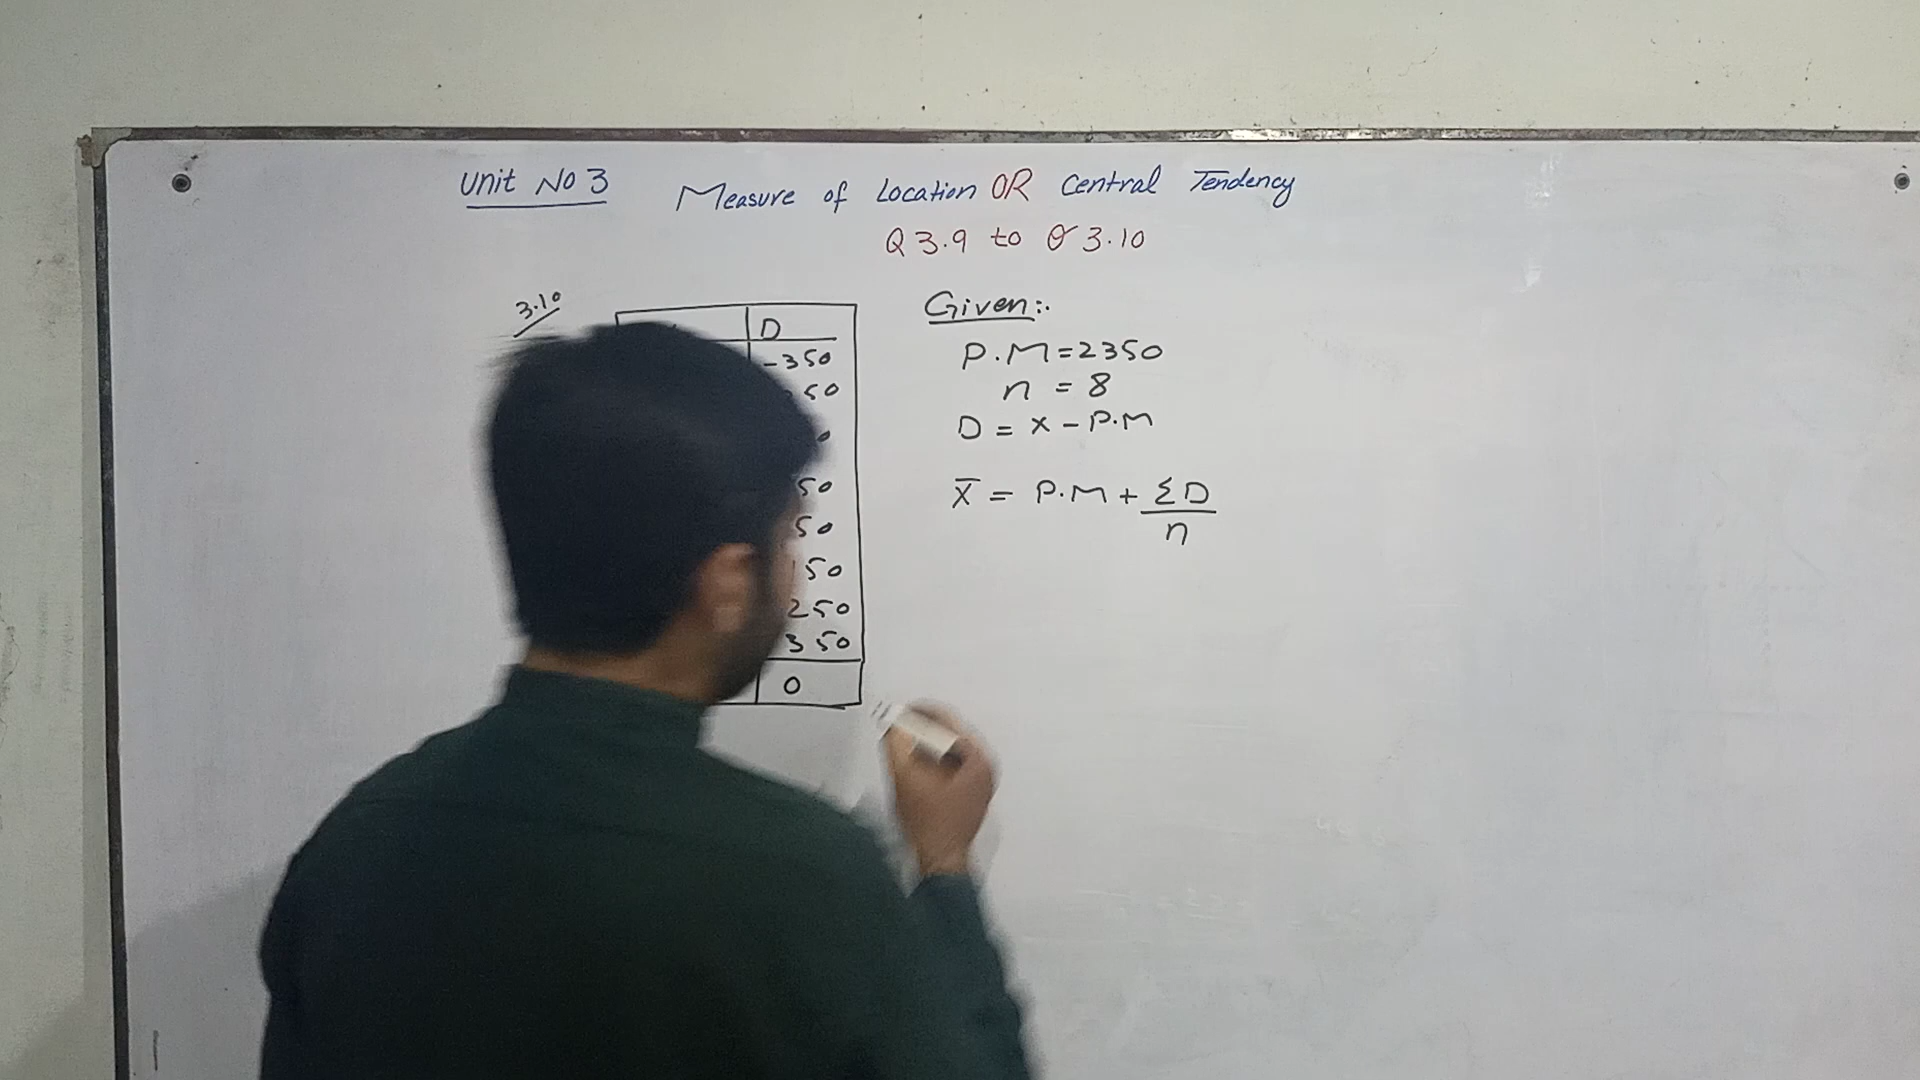 Unit No 3 Measure of Location OR Central Tendency
Q 3.9 to Q 3.10
3.10
D
-350
50
50
50
150
250
350
0
Given:.
P.M=2350
n = 8
D = x - P.M
X̄ = P.M + ΣD/n